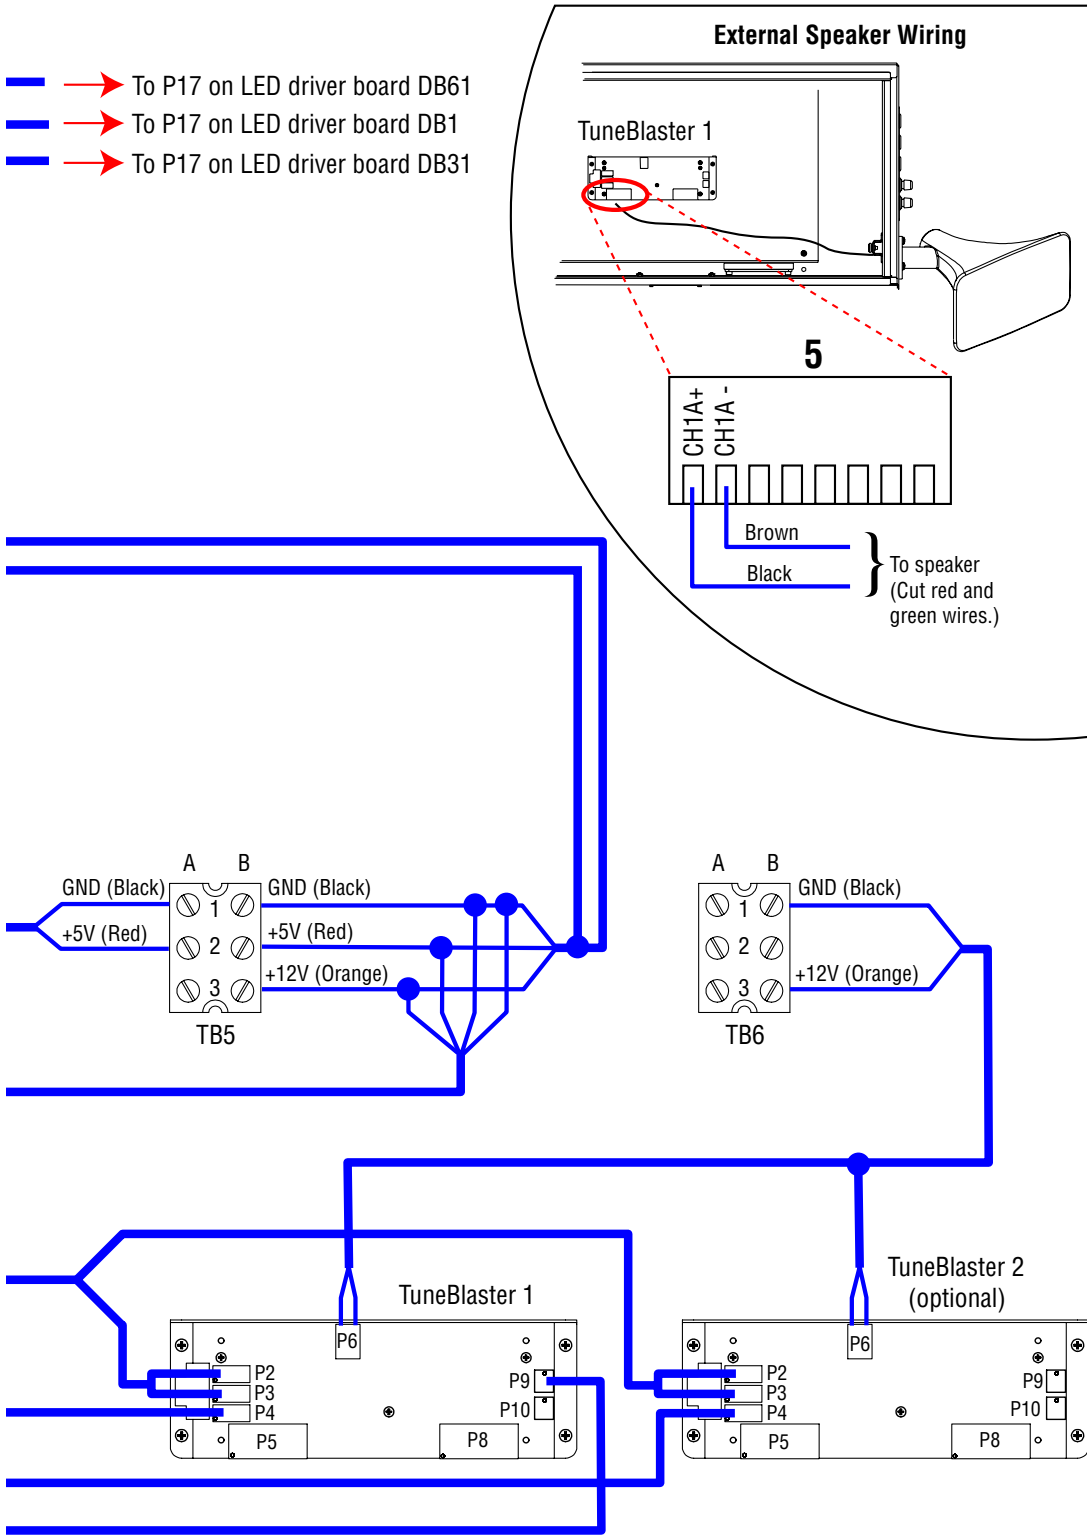 External Speaker Wiring
To P17 on LED driver board DB61
To P17 on LED driver board DB1
To P17 on LED driver board DB31
TuneBlaster 1
5
CH1A+
CH1A -
Brown
Black
To speaker
(Cut red and
green wires.)
A B
GND (Black)
+5V (Red)
1
2
3
GND (Black)
+5V (Red)
+12V (Orange)
TB5
A B
1
2
3
GND (Black)
+12V (Orange)
TB6
TuneBlaster 1
P6
P2
P3
P4
P5
P8
P9
P10
TuneBlaster 2
(optional)
P6
P2
P3
P4
P5
P8
P9
P10